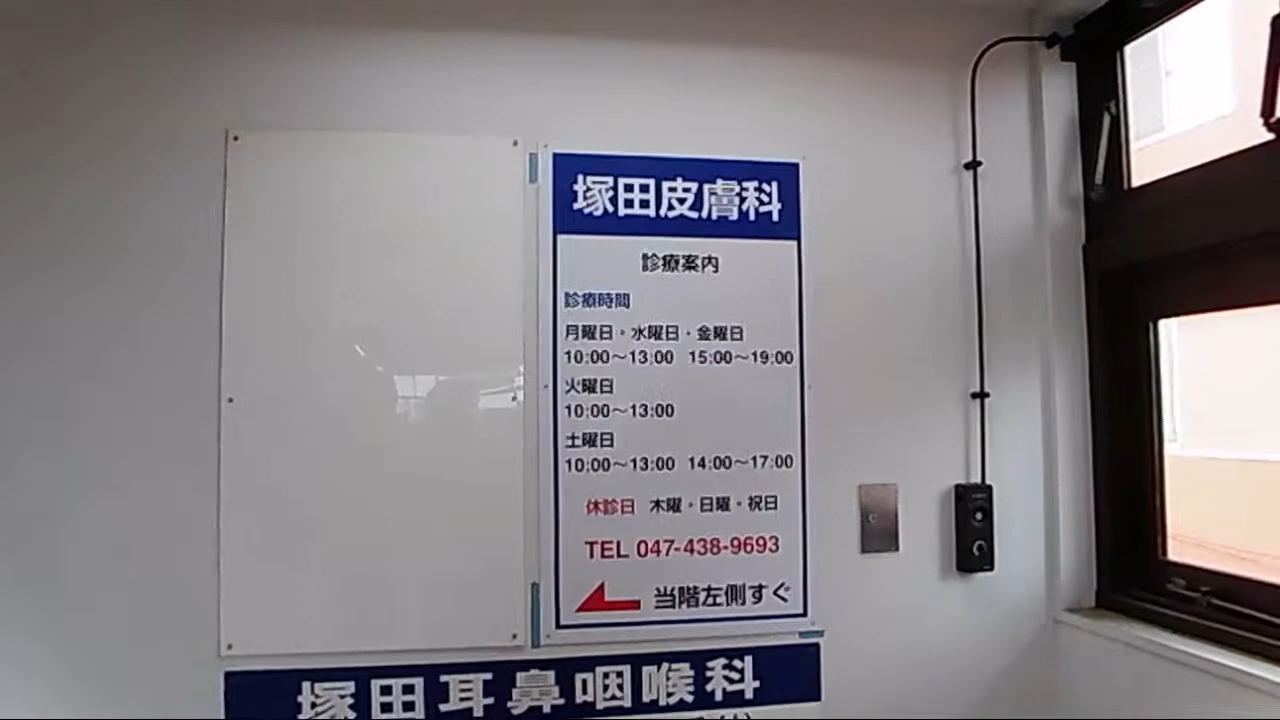 塚田皮膚科
診療案内
診療時間
月曜日・水曜日・金曜日
10:00～13:00 15:00～19:00
火曜日
10:00～13:00
土曜日
10:00～13:00 14:00～17:00
休診日 木曜・日曜・祝日
TEL 047-438-9693
当階左側すぐ
塚田耳鼻咽喉科